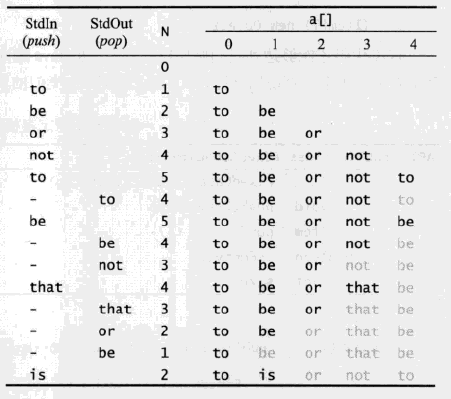 StdIn StdOut N a[]
(push) (pop) 0 1 2 3 4
0
to 1 to
be 2 to be
or 3 to be or
not 4 to be or not
to 5 to be or not to
- to 4 to be or not to
be 5 to be or not be
- be 4 to be or not be
- not 3 to be or not be
that 4 to be or that be
- that 3 to be or that be
- or 2 to be or that be
- be 1 to be or that be
is 2 to is or not to